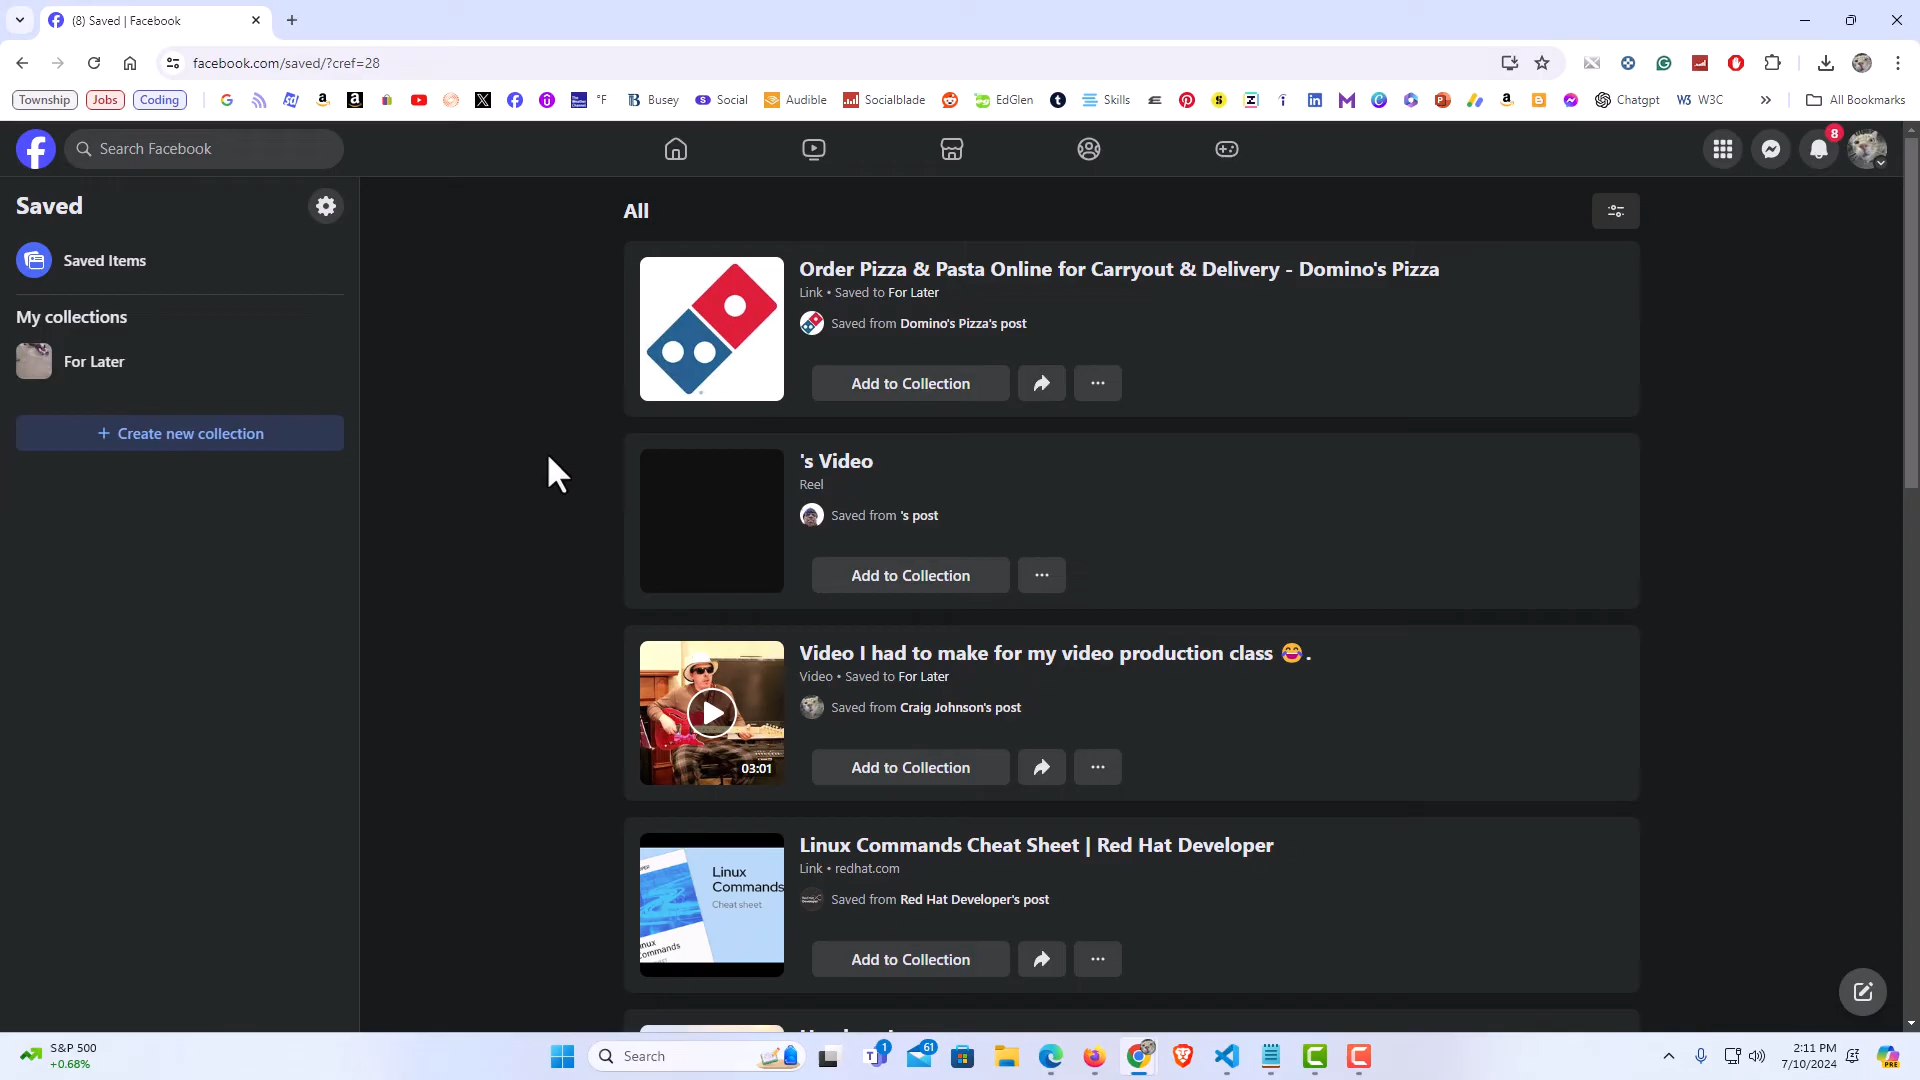 (8) Saved | Facebook
facebook.com/saved/?cref=28
Township Jobs Coding °F Busey Social Audible Socialblade EdGlen Skills Chatgpt W3C All Bookmarks
Search Facebook
8
Saved
Saved Items
My collections
For Later
+ Create new collection
All
Order Pizza & Pasta Online for Carryout & Delivery - Domino's Pizza
Link • Saved to For Later
Saved from Domino's Pizza's post
Add to Collection
's Video
Reel
Saved from 's post
Add to Collection
Video I had to make for my video production class 😂.
Video • Saved to For Later
Saved from Craig Johnson's post
03:01
Add to Collection
Linux Commands Cheat Sheet | Red Hat Developer
Link • redhat.com
Saved from Red Hat Developer's post
Linux
Commands
Cheat sheet
Add to Collection
S&P 500
+0.68%
Search
1
61
2:11 PM
7/10/2024
PRE